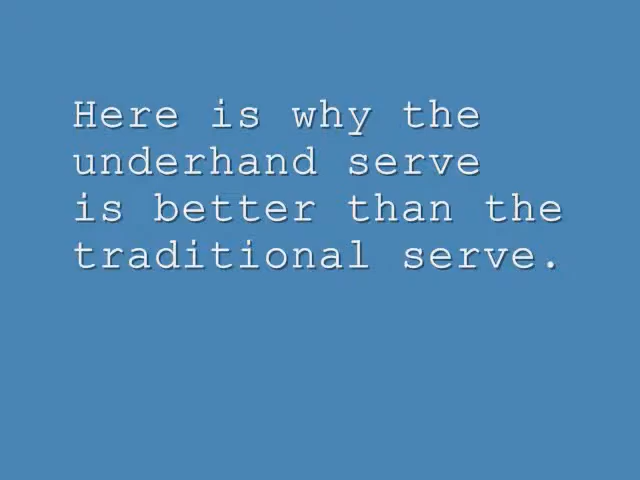 Here is why the
underhand serve
is better than the
traditional serve.